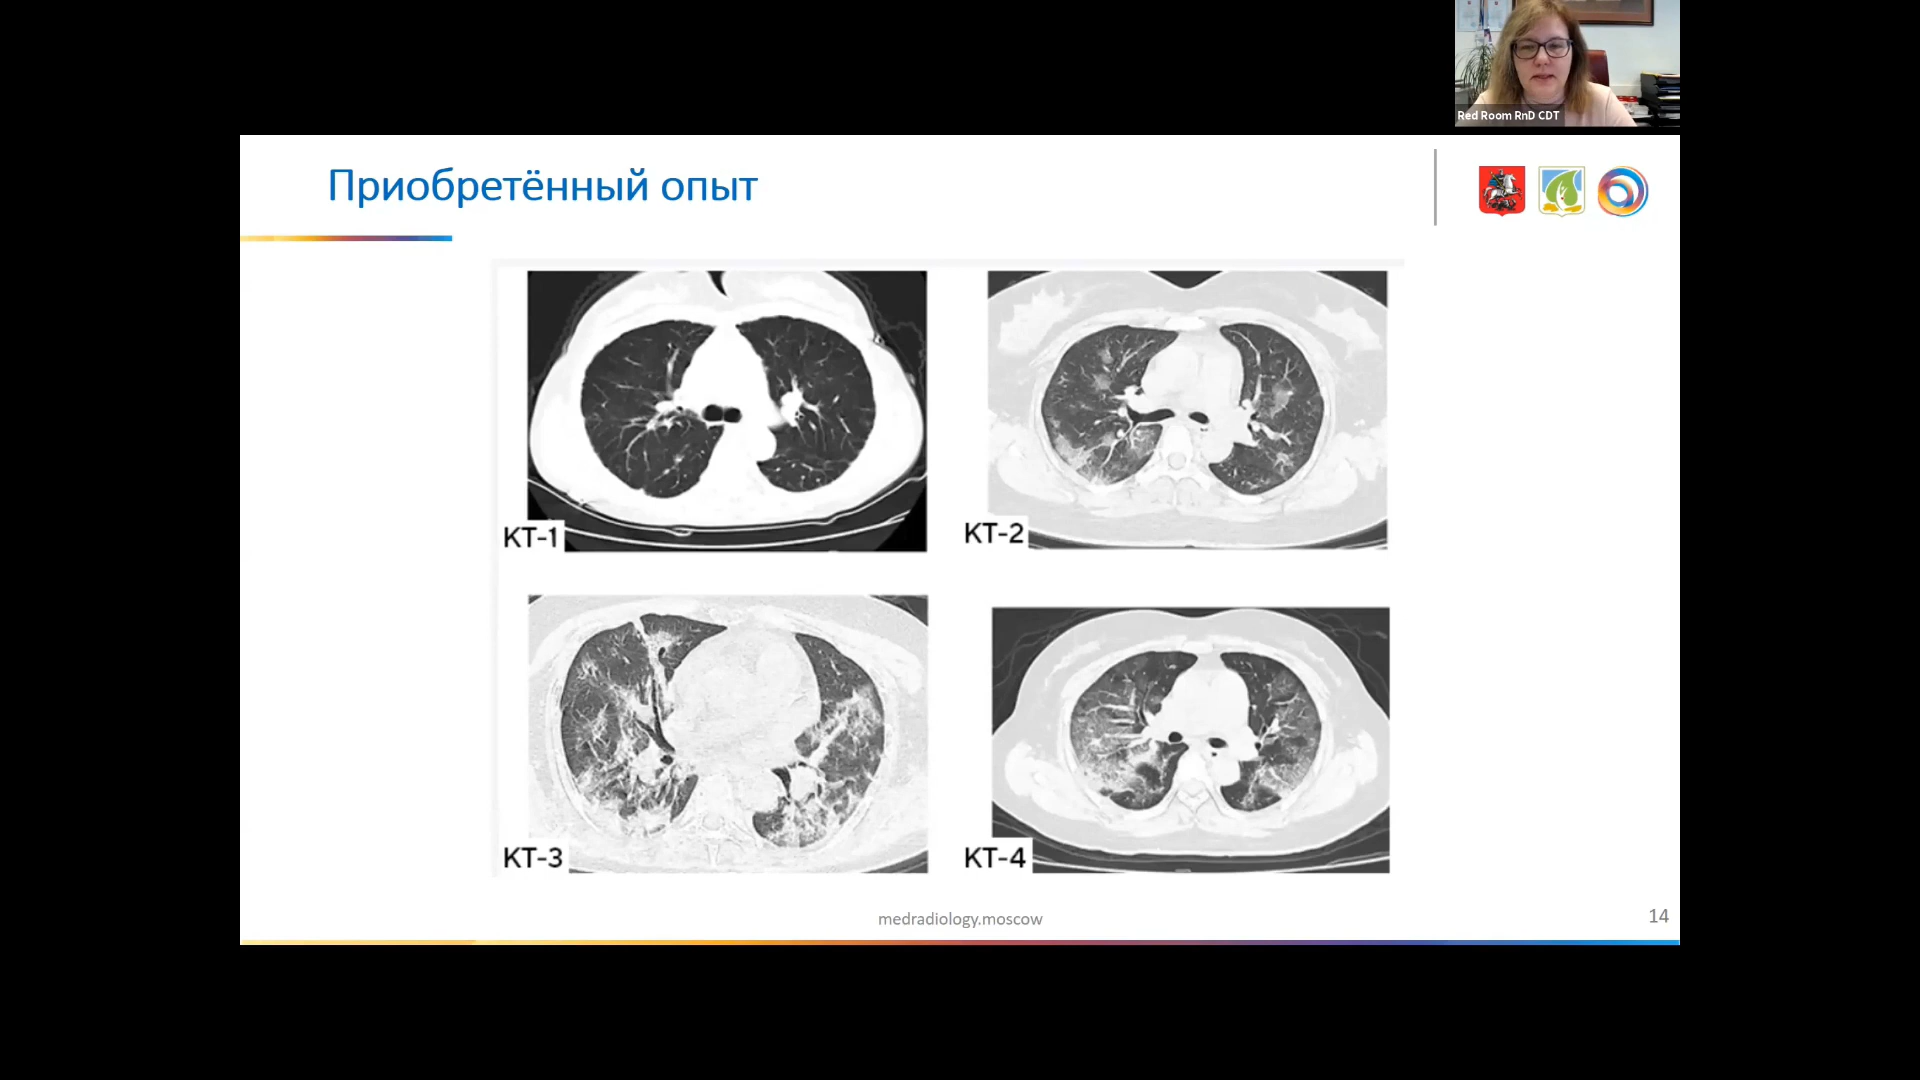 Red Room RnD CDT
Приобретённый опыт
КТ-1
КТ-2
КТ-3
КТ-4
medradiology.moscow
14